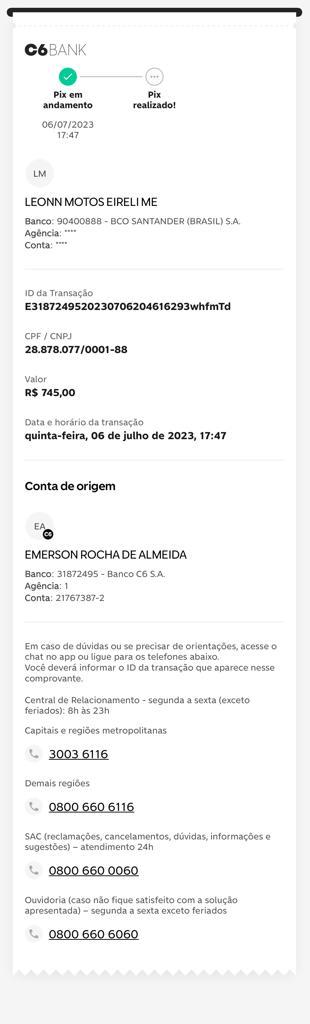 C6BANK
Pix em
andamento
Pix
realizado!
06/07/2023
17:47
LM
LEONN MOTOS EIRELI ME
Banco: 90400888 - BCO SANTANDER (BRASIL) S.A.
Agência: ****
Conta: ****
ID da Transação
E3187249520230706204616293whfmTd
CPF / CNPJ
28.878.077/0001-88
Valor
R$ 745,00
Data e horário da transação
quinta-feira, 06 de julho de 2023, 17:47
Conta de origem
EA
C6
EMERSON ROCHA DE ALMEIDA
Banco: 31872495 - Banco C6 S.A.
Agência: 1
Conta: 21767387-2
Em caso de dúvidas ou se precisar de orientações, acesse o
chat no app ou ligue para os telefones abaixo.
Você deverá informar o ID da transação que aparece nesse
comprovante.
Central de Relacionamento - segunda a sexta (exceto
feriados): 8h às 23h
Capitais e regiões metropolitanas
3003 6116
Demais regiões
0800 660 6116
SAC (reclamações, cancelamentos, dúvidas, informações e
sugestões) – atendimento 24h
0800 660 0060
Ouvidoria (caso não fique satisfeito com a solução
apresentada) – segunda a sexta exceto feriados
0800 660 6060